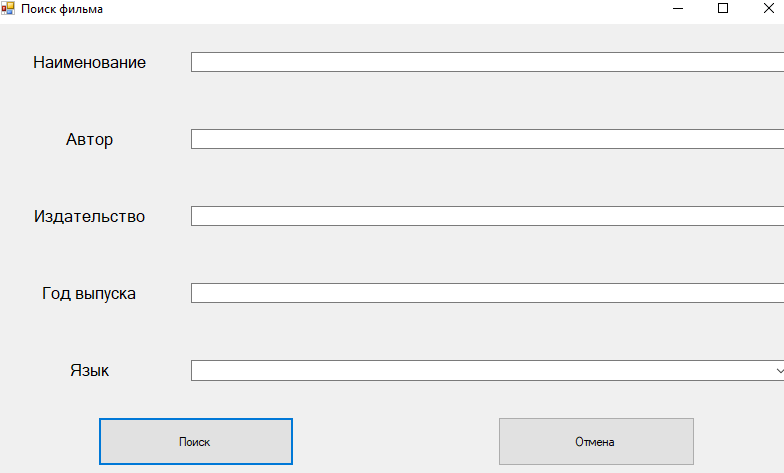 Поиск фильма
Наименование
Автор
Издательство
Год выпуска
Язык
Поиск
Отмена